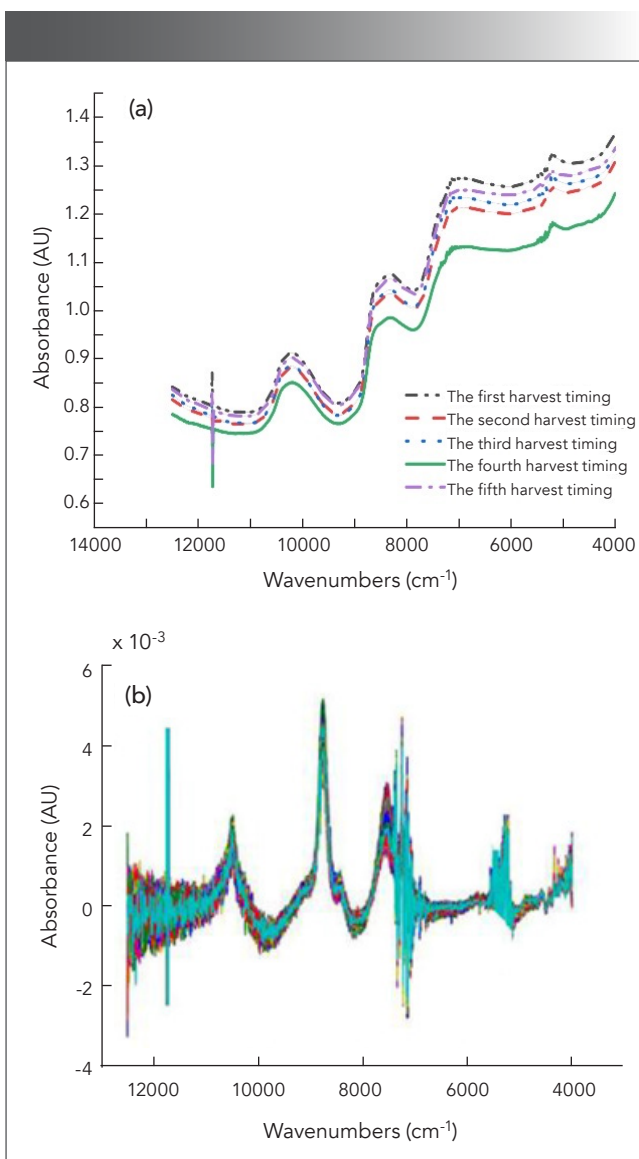 (a)
1.4
1.3
1.2
1.1
1.0
0.9
0.8
0.7
0.6
Absorbance (AU)
The first harvest timing
The second harvest timing
The third harvest timing
The fourth harvest timing
The fifth harvest timing
14000 12000 10000 8000 6000 4000
Wavenumbers (cm⁻¹)
x 10⁻³
(b)
6
4
2
0
-2
-4
Absorbance (AU)
12000 10000 8000 6000 4000
Wavenumbers (cm⁻¹)